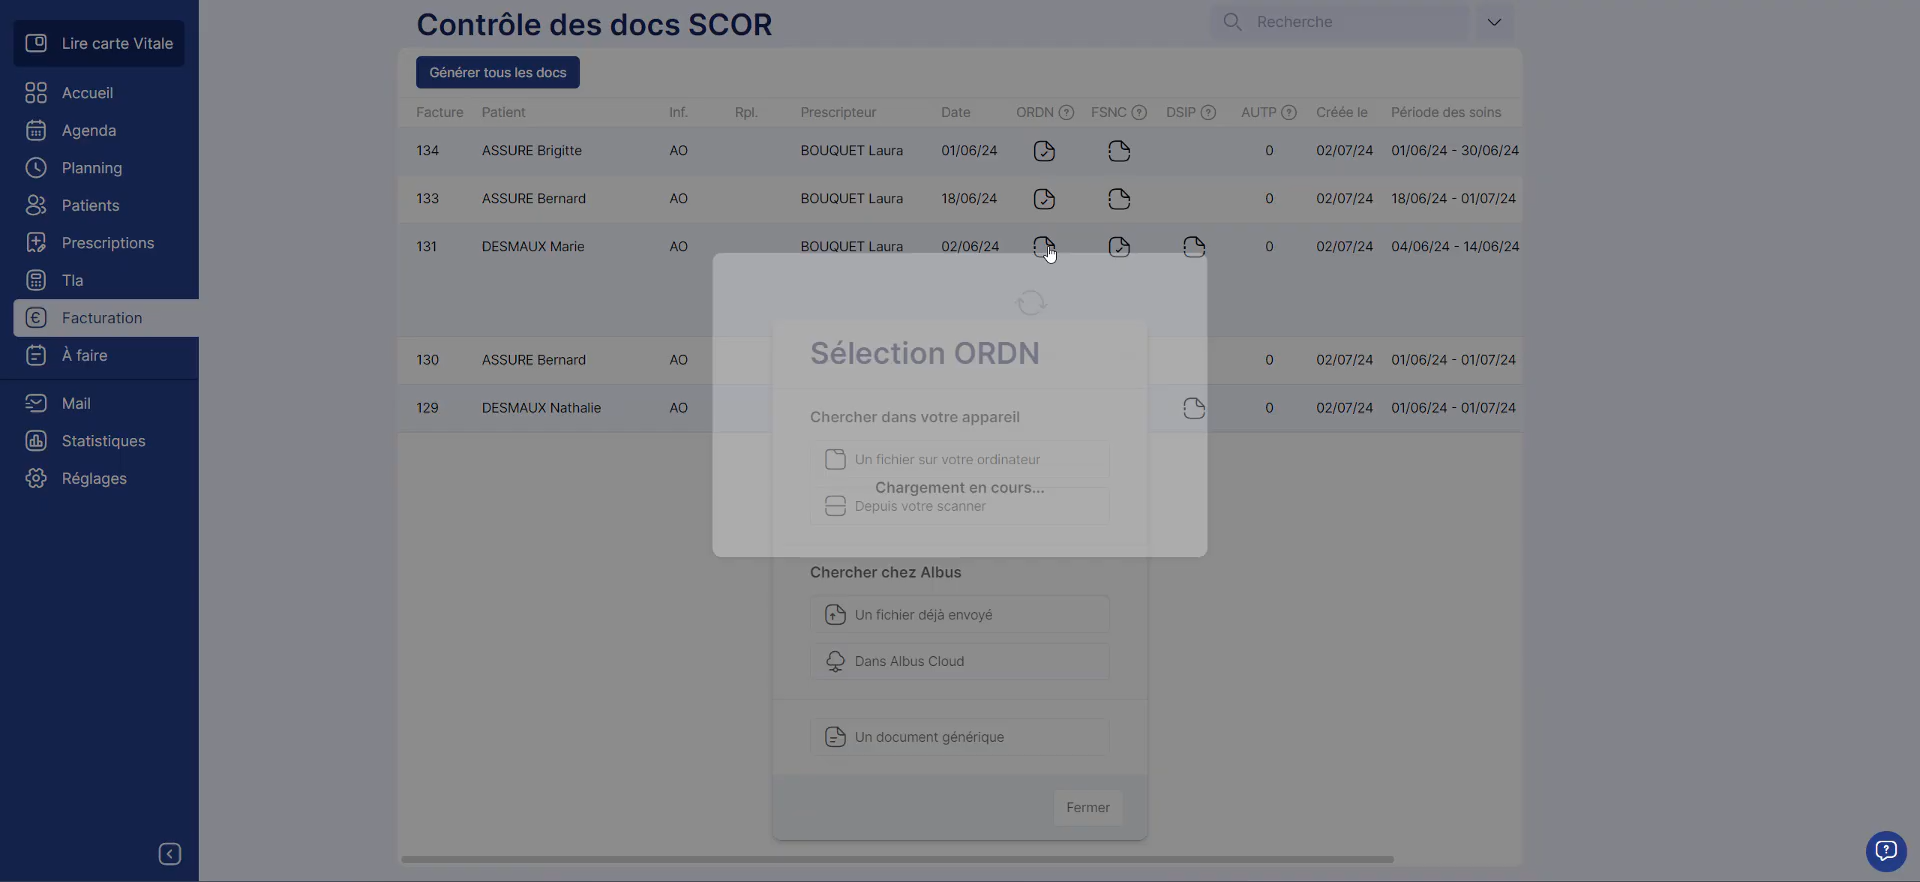 Lire carte Vitale
Accueil
Agenda
Planning
Patients
Prescriptions
Tla
€ Facturation
À faire
Mail
Statistiques
Réglages
Contrôle des docs SCOR
Recherche
Générer tous les docs
Facture Patient Inf. Rpl. Prescripteur Date ORDN ? FSNC ? DSIP ? AUTP ? Créée le Période des soins
134 ASSURE Brigitte AO BOUQUET Laura 01/06/24 0 02/07/24 01/06/24 - 30/06/24
133 ASSURE Bernard AO BOUQUET Laura 18/06/24 0 02/07/24 18/06/24 - 01/07/24
131 DESMAUX Marie AO BOUQUET Laura 02/06/24 0 02/07/24 04/06/24 - 14/06/24
130 ASSURE Bernard AO 0 02/07/24 01/06/24 - 01/07/24
129 DESMAUX Nathalie AO 0 02/07/24 01/06/24 - 01/07/24
Sélection ORDN
Chercher dans votre appareil
Un fichier sur votre ordinateur
Chargement en cours...
Depuis votre scanner
Chercher chez Albus
Un fichier déjà envoyé
Dans Albus Cloud
Un document générique
Fermer